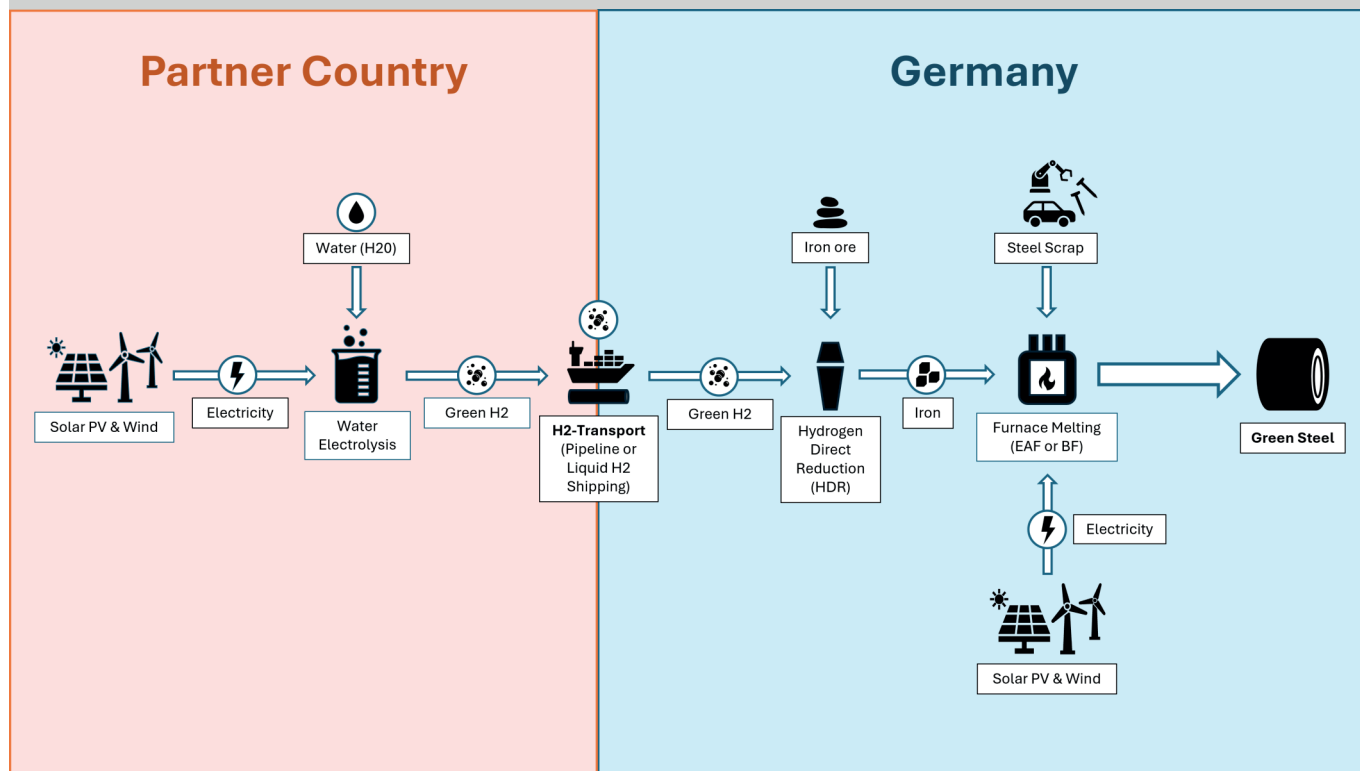 Partner Country
Germany
Water (H20)
Iron ore
Steel Scrap
Solar PV & Wind
Electricity
Water
Electrolysis
Green H2
H2-Transport
(Pipeline or
Liquid H2
Shipping)
Green H2
Hydrogen
Direct
Reduction
(HDR)
Iron
Furnace Melting
(EAF or BF)
Green Steel
Electricity
Solar PV & Wind